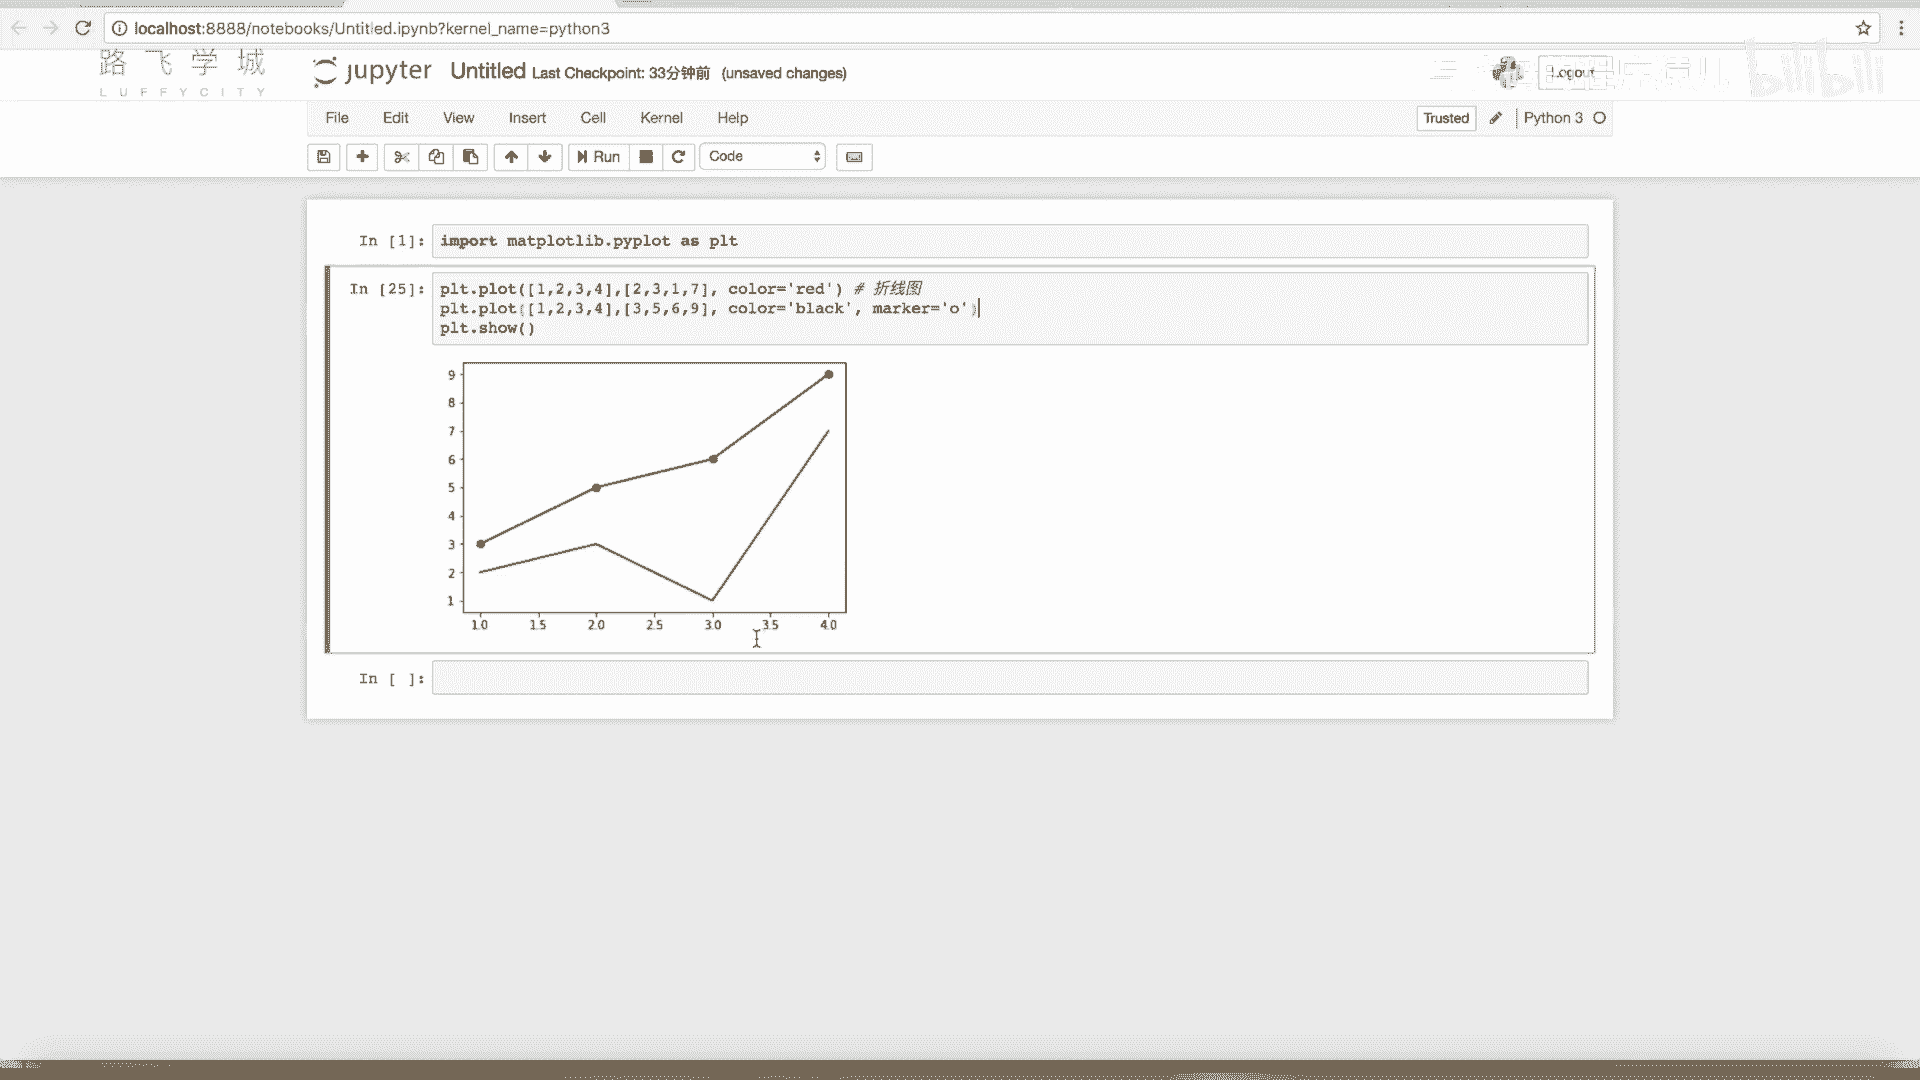 localhost:8888/notebooks/Untitled.ipynb?kernel_name=python3
路飞学城
LUFFYCITY
jupyter Untitled Last Checkpoint: 33分钟前 (unsaved changes)
Logout
bilibili
File Edit View Insert Cell Kernel Help
Trusted
Python 3
Run
Code
In [1]: import matplotlib.pyplot as plt
In [25]: plt.plot([1,2,3,4],[2,3,1,7], color='red') # 折线图
plt.plot([1,2,3,4],[3,5,6,9], color='black', marker='o')
plt.show()
9
8
7
6
5
4
3
2
1
1.0 1.5 2.0 2.5 3.0 3.5 4.0
In [ ]: